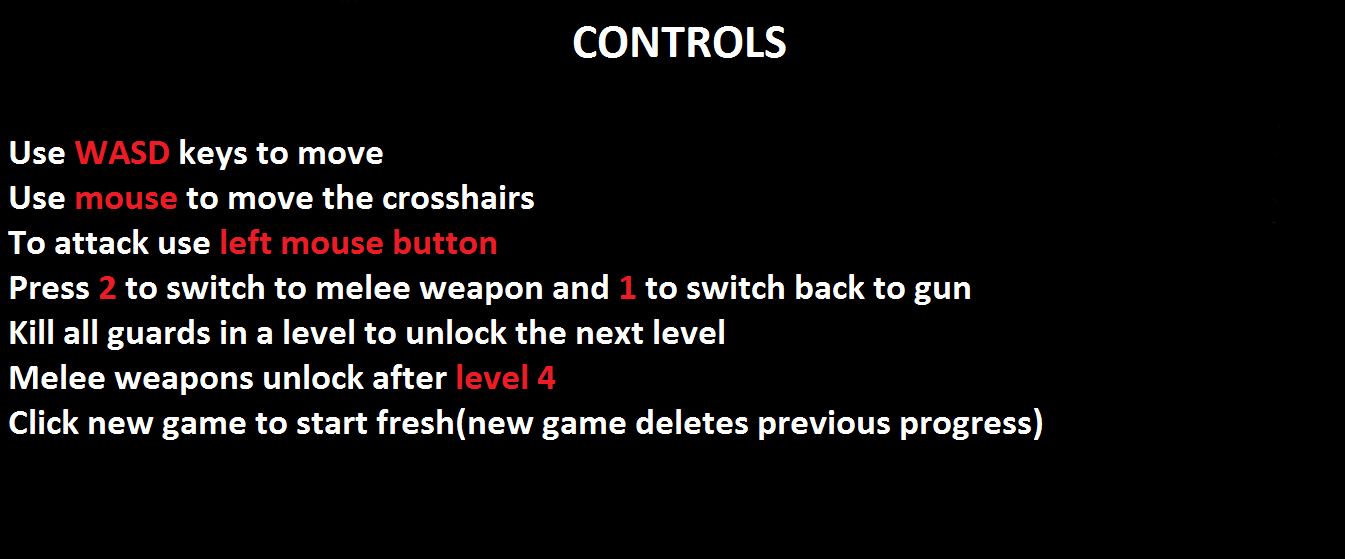 CONTROLS
Use WASD keys to move
Use mouse to move the crosshairs
To attack use left mouse button
Press 2 to switch to melee weapon and 1 to switch back to gun
Kill all guards in a level to unlock the next level
Melee weapons unlock after level 4
Click new game to start fresh(new game deletes previous progress)